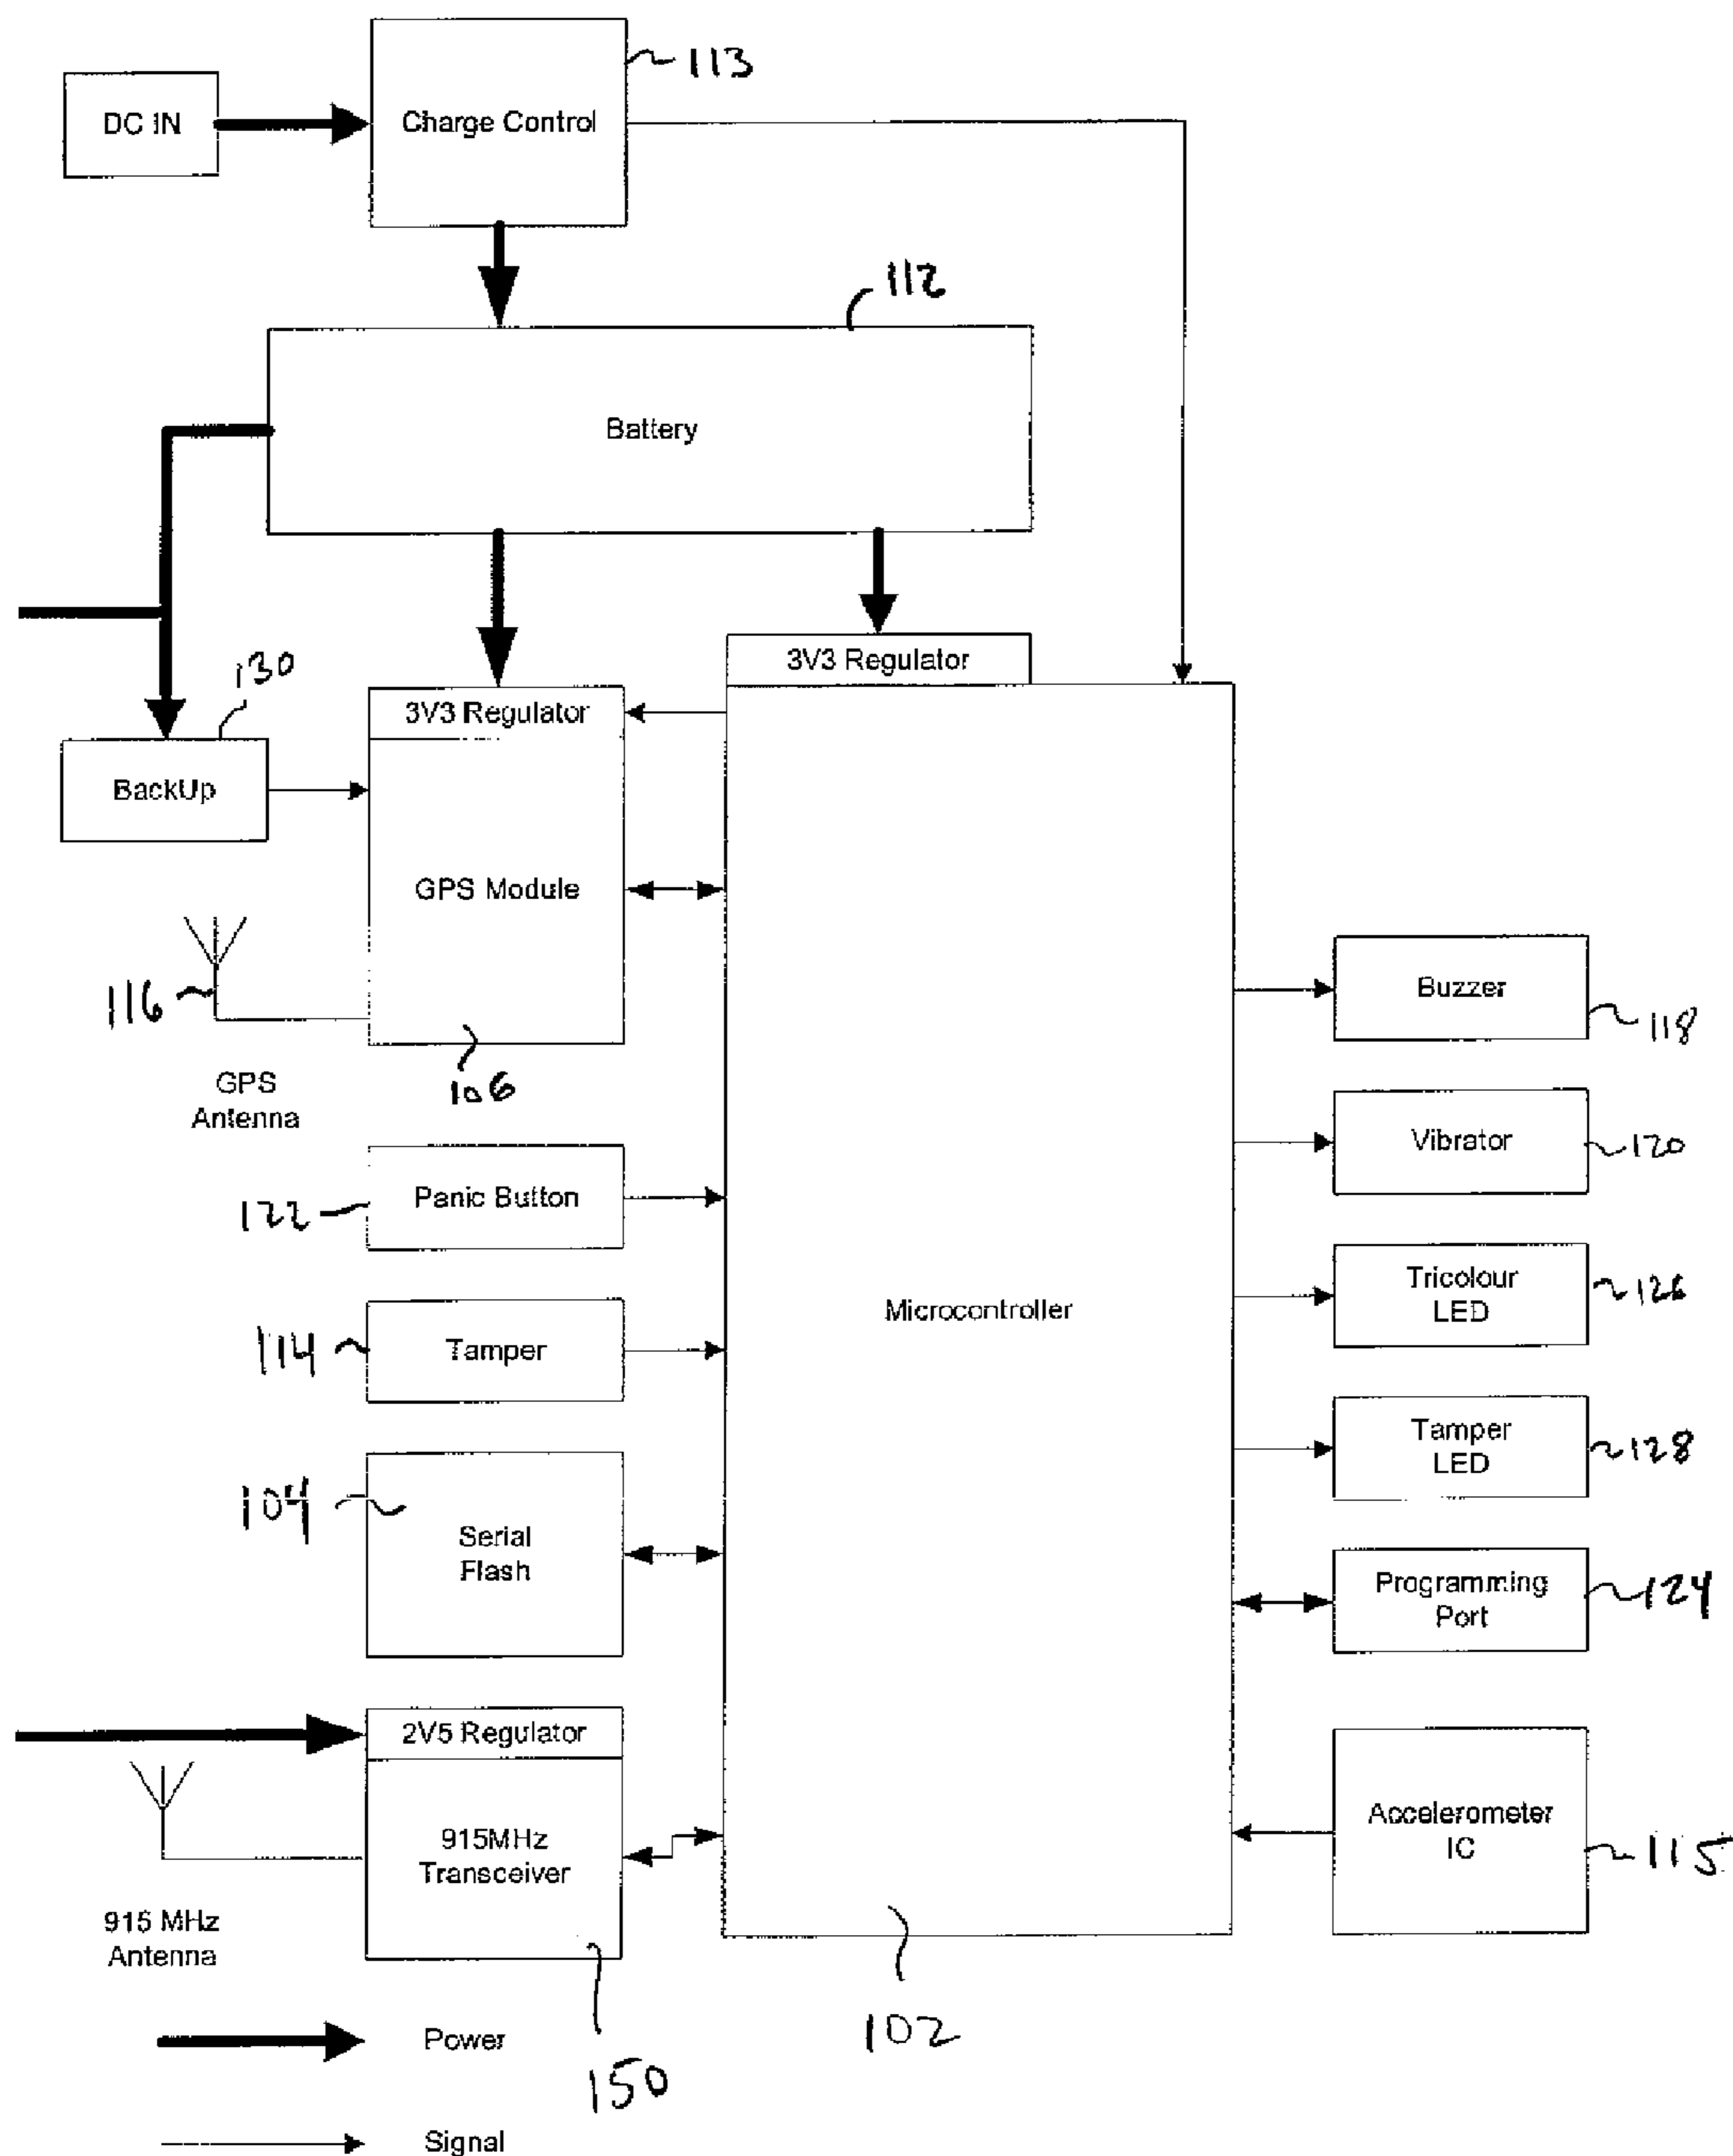 113
DC IN
Charge Control
112
Battery
130
3V3 Regulator
3V3 Regulator
BackUp
GPS Module
116
106
GPS
Antenna
Buzzer
118
Vibrator
120
Panic Button
122
Tricolour
LED
126
Microcontroller
114
Tamper
Tamper
LED
128
104
Serial
Flash
Programming
Port
124
2V5 Regulator
915MHz
Transceiver
Accelerometer
IC
115
915 MHz
Antenna
102
Power
150
Signal